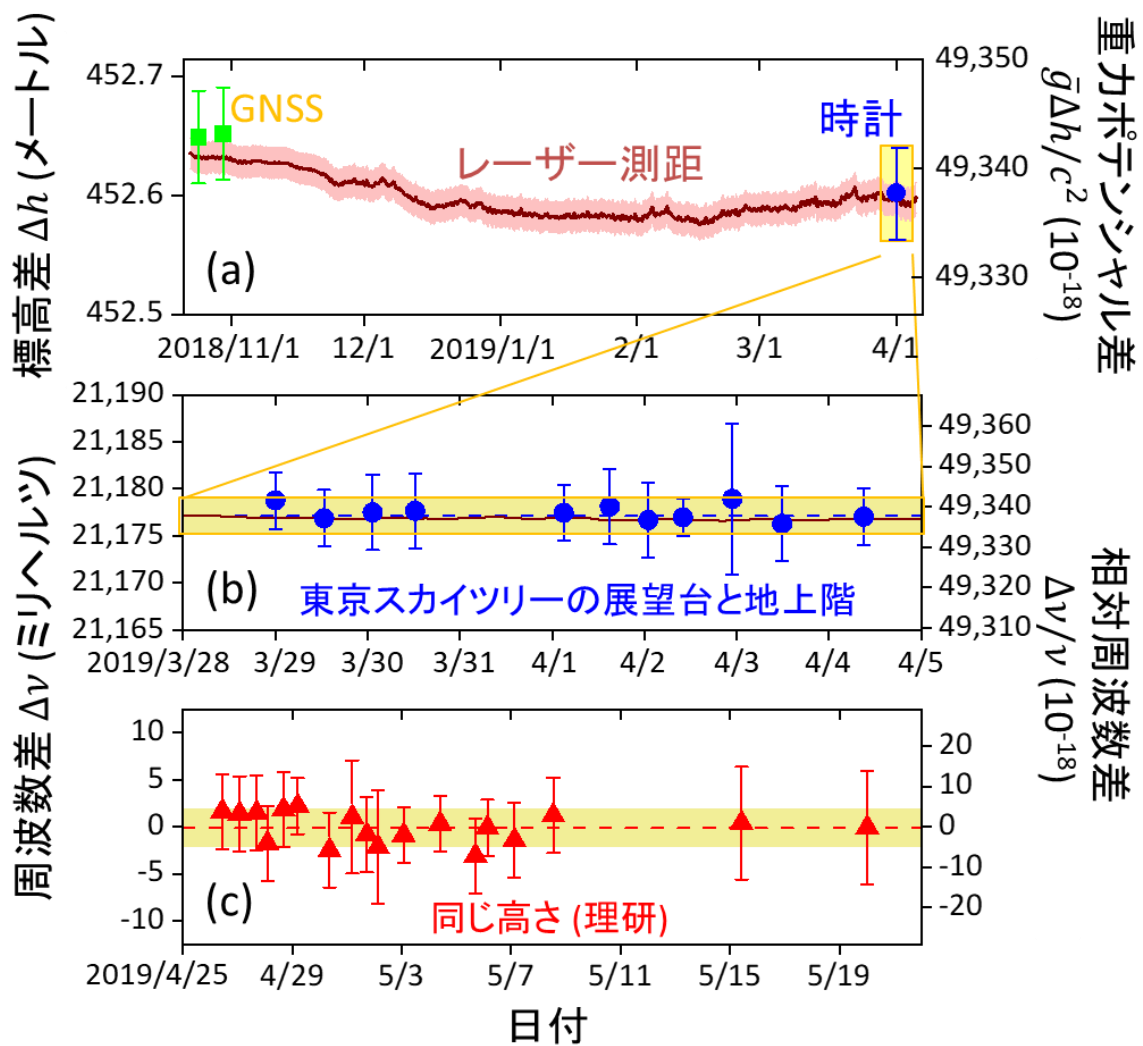 標高差 Δh (メートル)
452.7
452.6
452.5
GNSS
レーザー測距
時計
(a)
49,350
49,340
49,330
重力ポテンシャル差
ḡΔh/c² (10⁻¹⁸)
2018/11/1 12/1 2019/1/1 2/1 3/1 4/1
周波数差 Δν (ミリヘルツ)
21,190
21,185
21,180
21,175
21,170
21,165
(b)
東京スカイツリーの展望台と地上階
49,360
49,350
49,340
49,330
49,320
49,310
相対周波数差
Δν/ν (10⁻¹⁸)
2019/3/28 3/29 3/30 3/31 4/1 4/2 4/3 4/4 4/5
10
5
0
-5
-10
(c)
同じ高さ (理研)
20
10
0
-10
-20
2019/4/25 4/29 5/3 5/7 5/11 5/15 5/19
日付